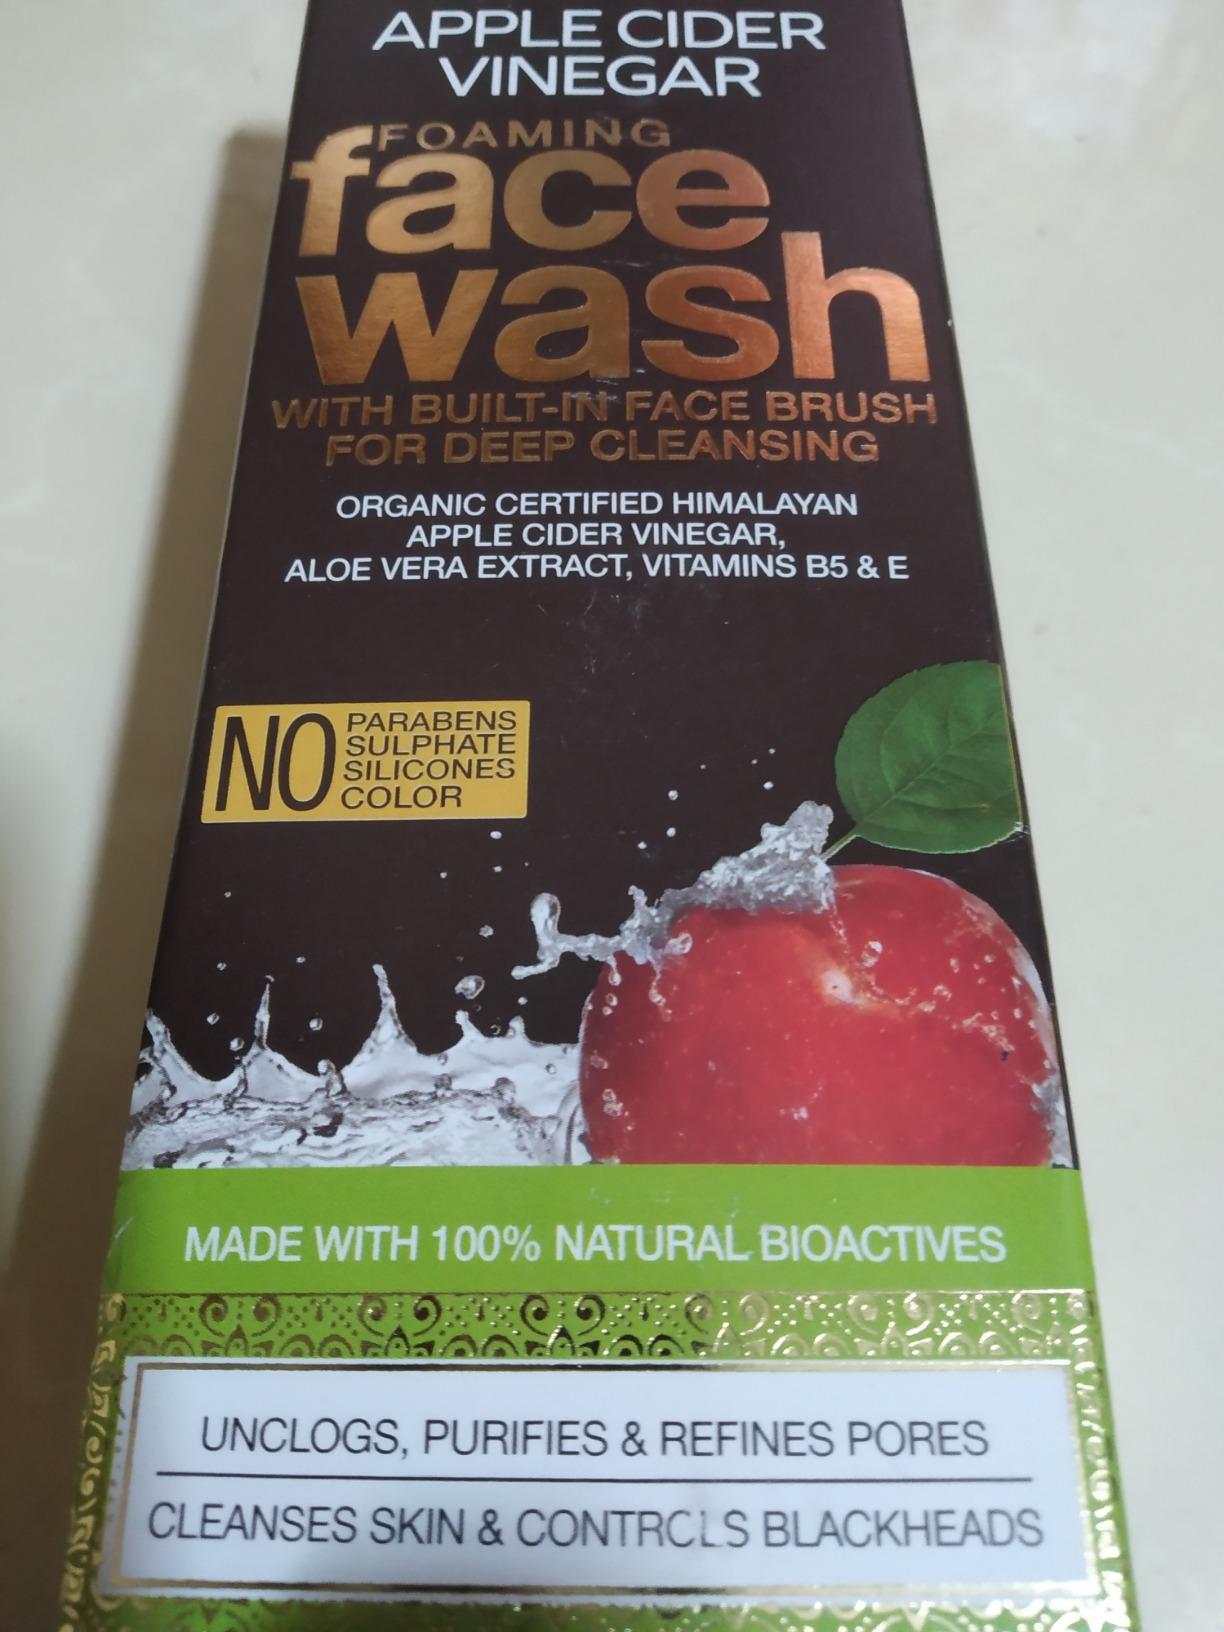 APPLE CIDER
VINEGAR
FOAMING
face
wash
WITH BUILT-IN FACE BRUSH
FOR DEEP CLEANSING
ORGANIC CERTIFIED HIMALAYAN
APPLE CIDER VINEGAR,
ALOE VERA EXTRACT, VITAMINS B5 & E
NO PARABENS
SULPHATE
SILICONES
COLOR
MADE WITH 100% NATURAL BIOACTIVES
UNCLOGS, PURIFIES & REFINES PORES
CLEANSES SKIN & CONTROLS BLACKHEADS